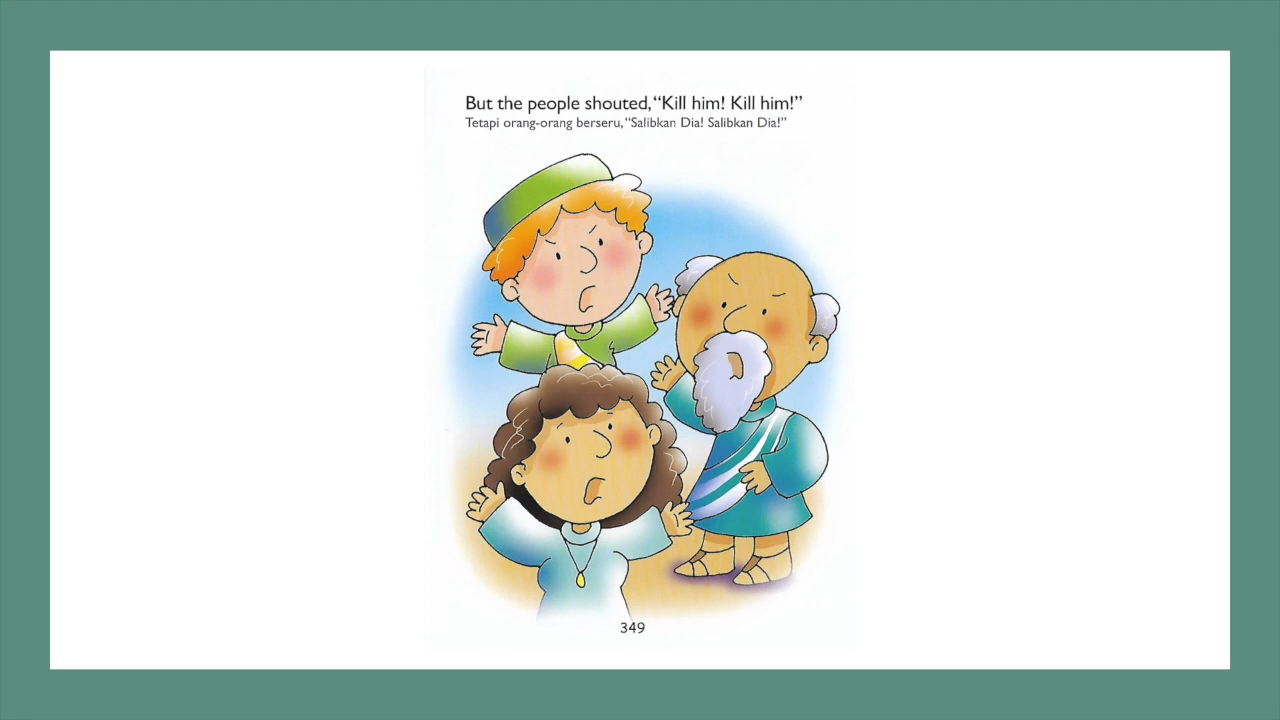 But the people shouted, “Kill him! Kill him!”
Tetapi orang-orang berseru, “Salibkan Dia! Salibkan Dia!”
349